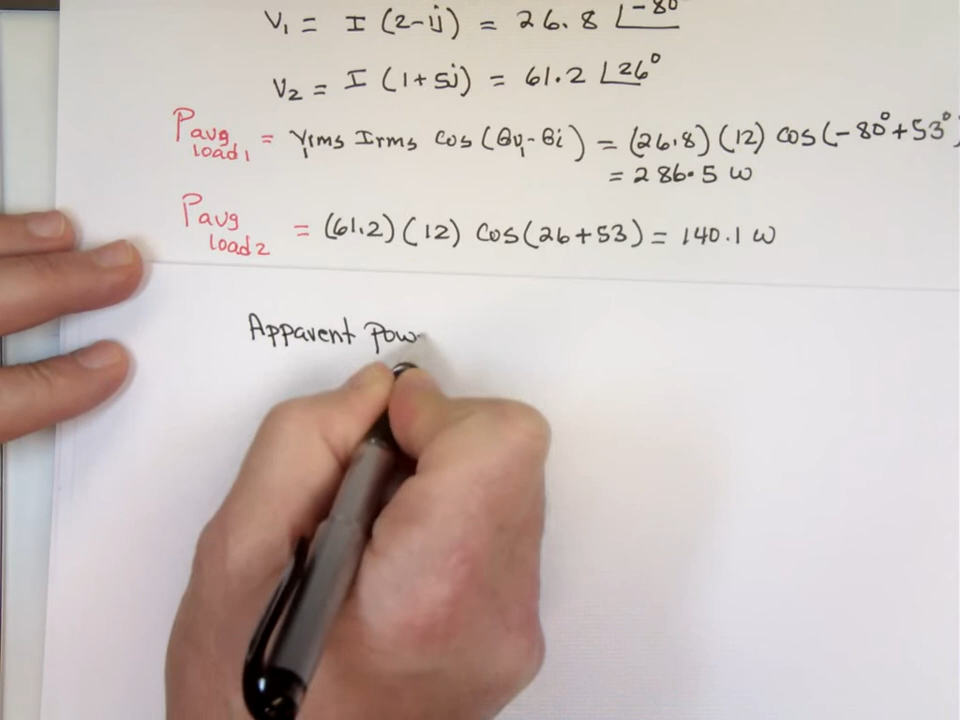 V₁ = I (2-1j) = 26.8 ∠-80°
V₂ = I (1+5j) = 61.2 ∠26°
Pavg load1 = V1rms Irms cos (θv1-θi) = (26.8) (12) cos (-80°+53°)
= 286.5 w
Pavg load2 = (61.2) (12) cos (26+53) = 140.1 w
Apparent Pow